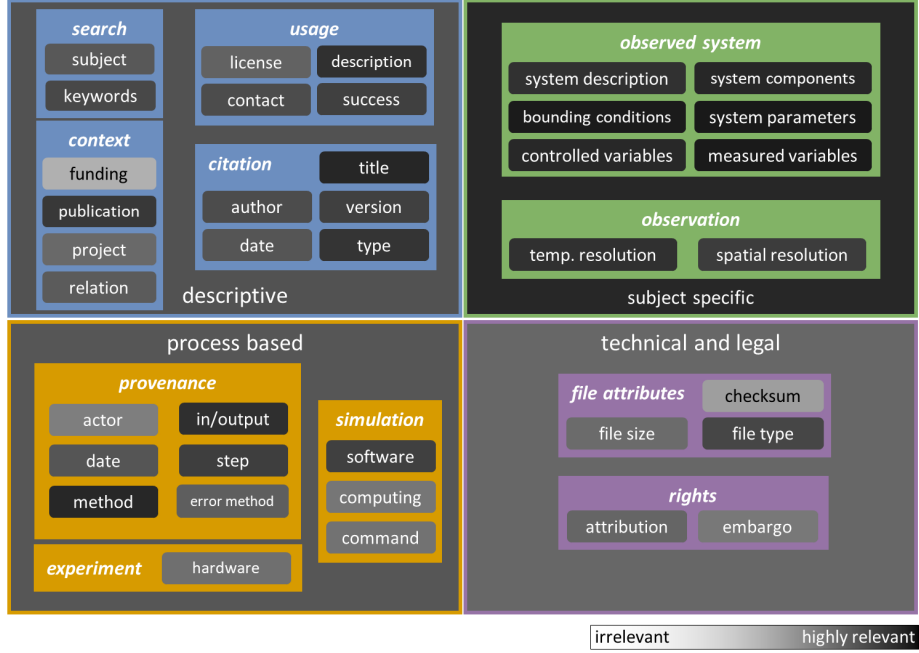 search
subject
keywords
context
funding
publication
project
relation
usage
license
description
contact
success
citation
title
author
version
date
type
descriptive
observed system
system description
system components
bounding conditions
system parameters
controlled variables
measured variables
observation
temp. resolution
spatial resolution
subject specific
process based
provenance
actor
in/output
date
step
method
error method
experiment
hardware
simulation
software
computing
command
technical and legal
file attributes
checksum
file size
file type
rights
attribution
embargo
irrelevant
highly relevant